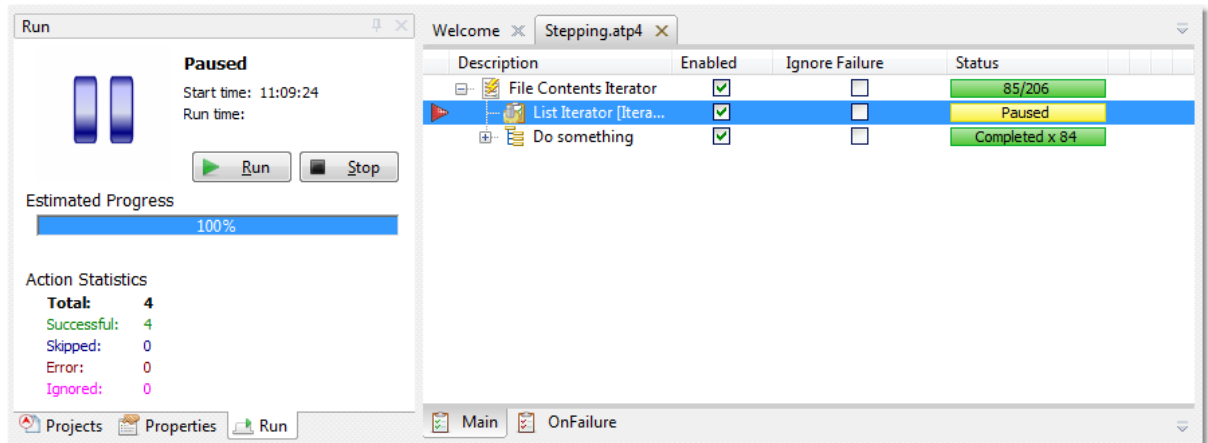 Run
Paused
Start time: 11:09:24
Run time:
Run
Stop
Estimated Progress
100%
Action Statistics
Total: 4
Successful: 4
Skipped: 0
Error: 0
Ignored: 0
Projects
Properties
Run
Welcome
Stepping.atp4
Description Enabled Ignore Failure Status
File Contents Iterator 85/206
List Iterator [Itera... Paused
Do something Completed x 84
Main
OnFailure